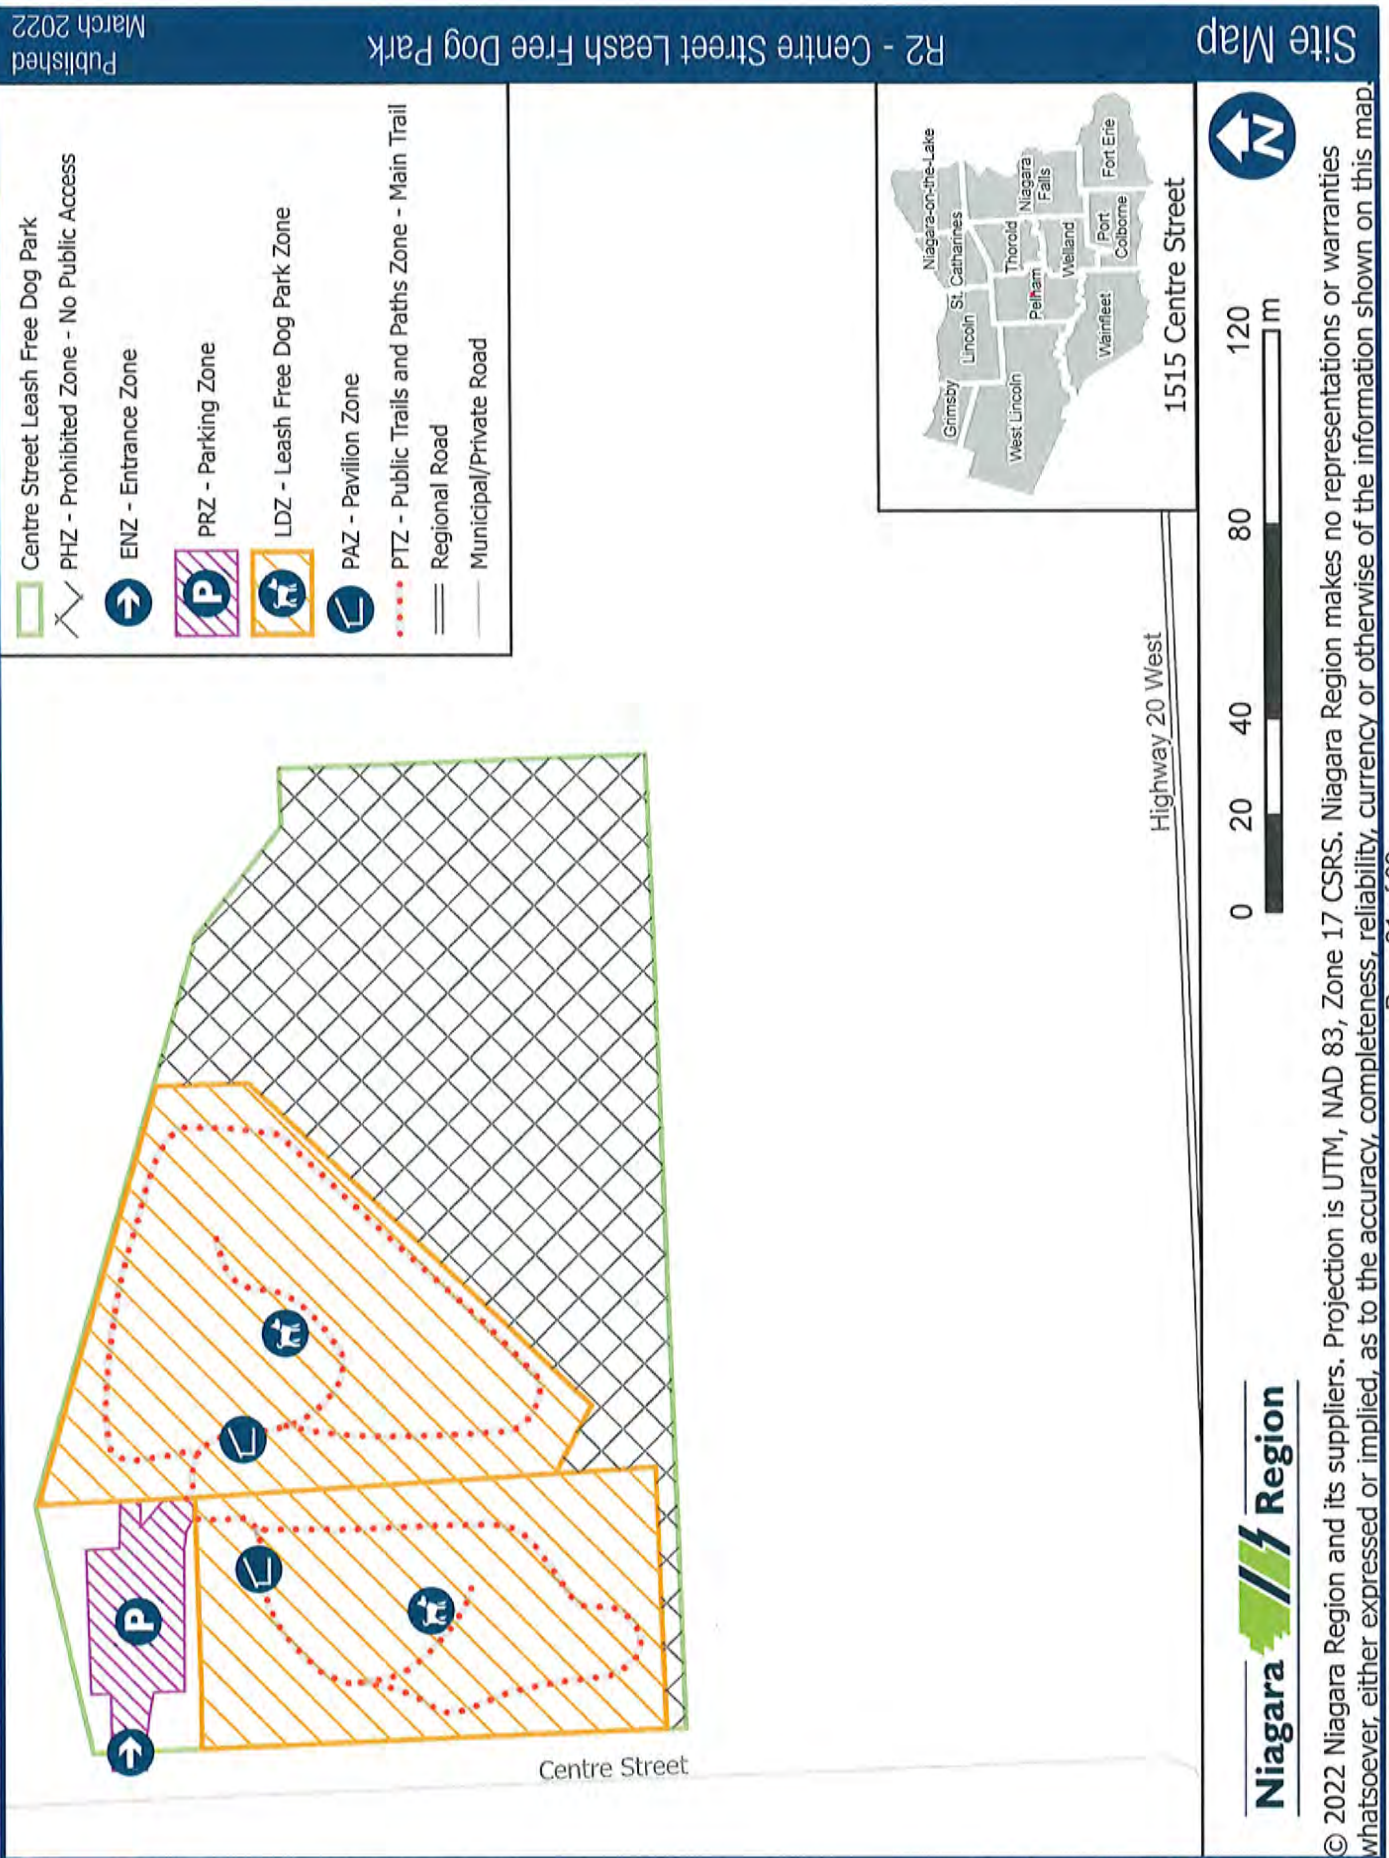 Site Map
R2 - Centre Street Leash Free Dog Park
Published
March 2022
Centre Street Leash Free Dog Park
PHZ - Prohibited Zone - No Public Access
ENZ - Entrance Zone
P
PRZ - Parking Zone
LDZ - Leash Free Dog Park Zone
PAZ - Pavilion Zone
PTZ - Public Trails and Paths Zone - Main Trail
Regional Road
Municipal/Private Road
P
Centre Street
Highway 20 West
Grimsby
Lincoln
St. Catharines
Niagara-on-the-Lake
West Lincoln
Pelham
Thorold
Niagara
Falls
Welland
Wainfleet
Port
Colborne
Fort Erie
1515 Centre Street
Niagara Region
0 20 40 80 120
m
N
© 2022 Niagara Region and its suppliers. Projection is UTM, NAD 83, Zone 17 CSRS. Niagara Region makes no representations or warranties
whatsoever, either expressed or implied, as to the accuracy, completeness, reliability, currency or otherwise of the information shown on this map.